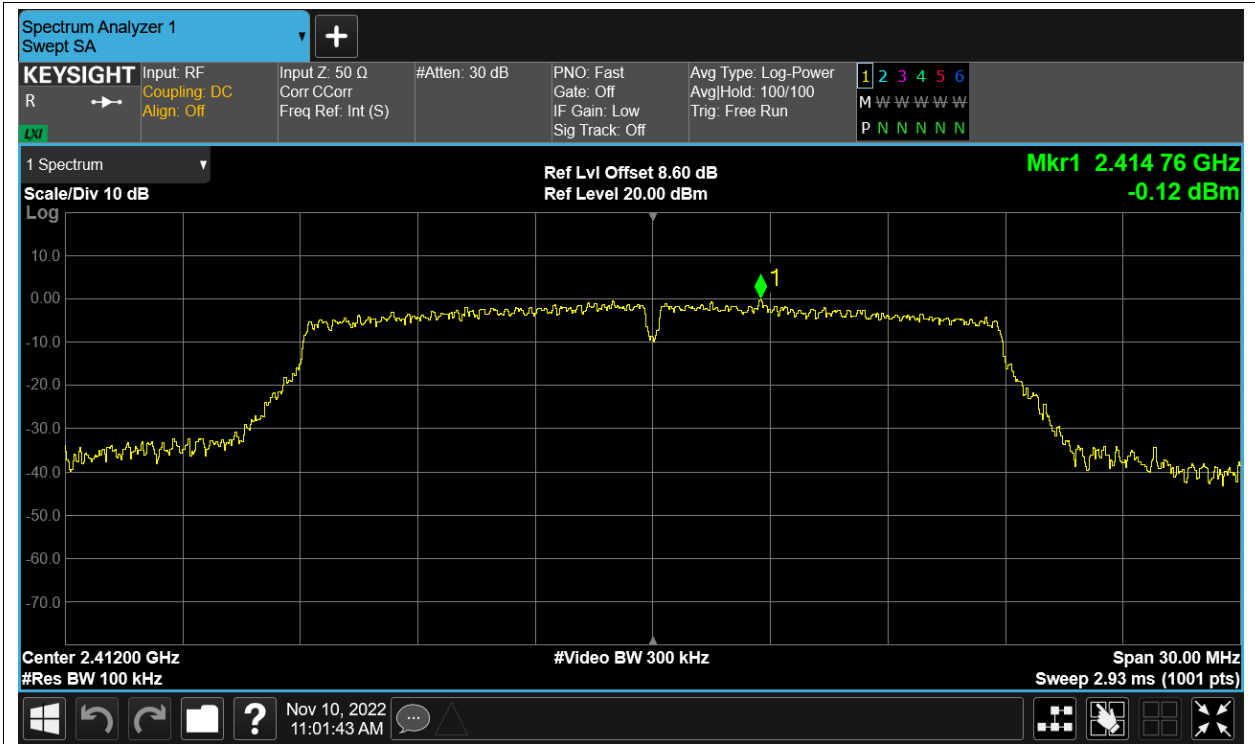 Spectrum Analyzer 1
Swept SA
KEYSIGHT
R
LXI
Input: RF
Coupling: DC
Align: Off
Input Z: 50 Ω
Corr CCorr
Freq Ref: Int (S)
#Atten: 30 dB
PNO: Fast
Gate: Off
IF Gain: Low
Sig Track: Off
Avg Type: Log-Power
Avg|Hold: 100/100
Trig: Free Run
1 2 3 4 5 6
M W W W W W
P N N N N N
1 Spectrum
Scale/Div 10 dB
Log
Ref Lvl Offset 8.60 dB
Ref Level 20.00 dBm
Mkr1 2.414 76 GHz
-0.12 dBm
10.0
0.00
-10.0
-20.0
-30.0
-40.0
-50.0
-60.0
-70.0
1
Center 2.41200 GHz
#Video BW 300 kHz
Span 30.00 MHz
#Res BW 100 kHz
Sweep 2.93 ms (1001 pts)
?
Nov 10, 2022
11:01:43 AM